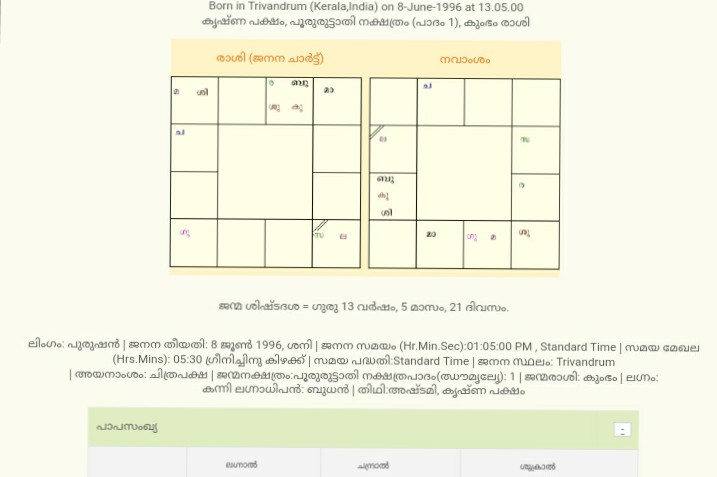 Born in Trivandrum (Kerala,India) on 8-June-1996 at 13.05.00
കൃഷ്ണ പക്ഷം, പൂരുരുട്ടാതി നക്ഷത്രം (പാദം 1), കുംഭം രാശി
രാശി (ജനന ചാർട്ട്)
നവാംശം
മ ശി
ര ബു
ശു കു
മാ
ച
ഗു
സ ല
ച
ല
സ
ബു
കു
ശി
ര
മാ
ഗു മ
ശു
ജന്മ ശിഷ്ടദശ = ഗുരു 13 വർഷം, 5 മാസം, 21 ദിവസം.
ലിംഗം: പുരുഷൻ | ജനന തീയതി: 8 ജൂൺ 1996, ശനി | ജനന സമയം (Hr.Min.Sec):01:05:00 PM , Standard Time | സമയ മേഖല
(Hrs.Mins): 05:30 ഗ്രീനിച്ചിനു കിഴക്ക് | സമയ പദ്ധതി:Standard Time | ജനന സ്ഥലം: Trivandrum
| അയനാംശം: ചിത്രപക്ഷ | ജന്മനക്ഷത്രം:പൂരുരുട്ടാതി നക്ഷത്രപാദം(ഝൗമൃല്യേ): 1 | ജന്മരാശി: കുംഭം | ലഗ്നം:
കന്നി ലഗ്നാധിപൻ: ബുധൻ | തിഥി:അഷ്ടമി, കൃഷ്ണ പക്ഷം
പാപസംഖ്യ
-
ലഗ്നാൽ
ചന്ദ്രാൽ
ശുക്രാൽ